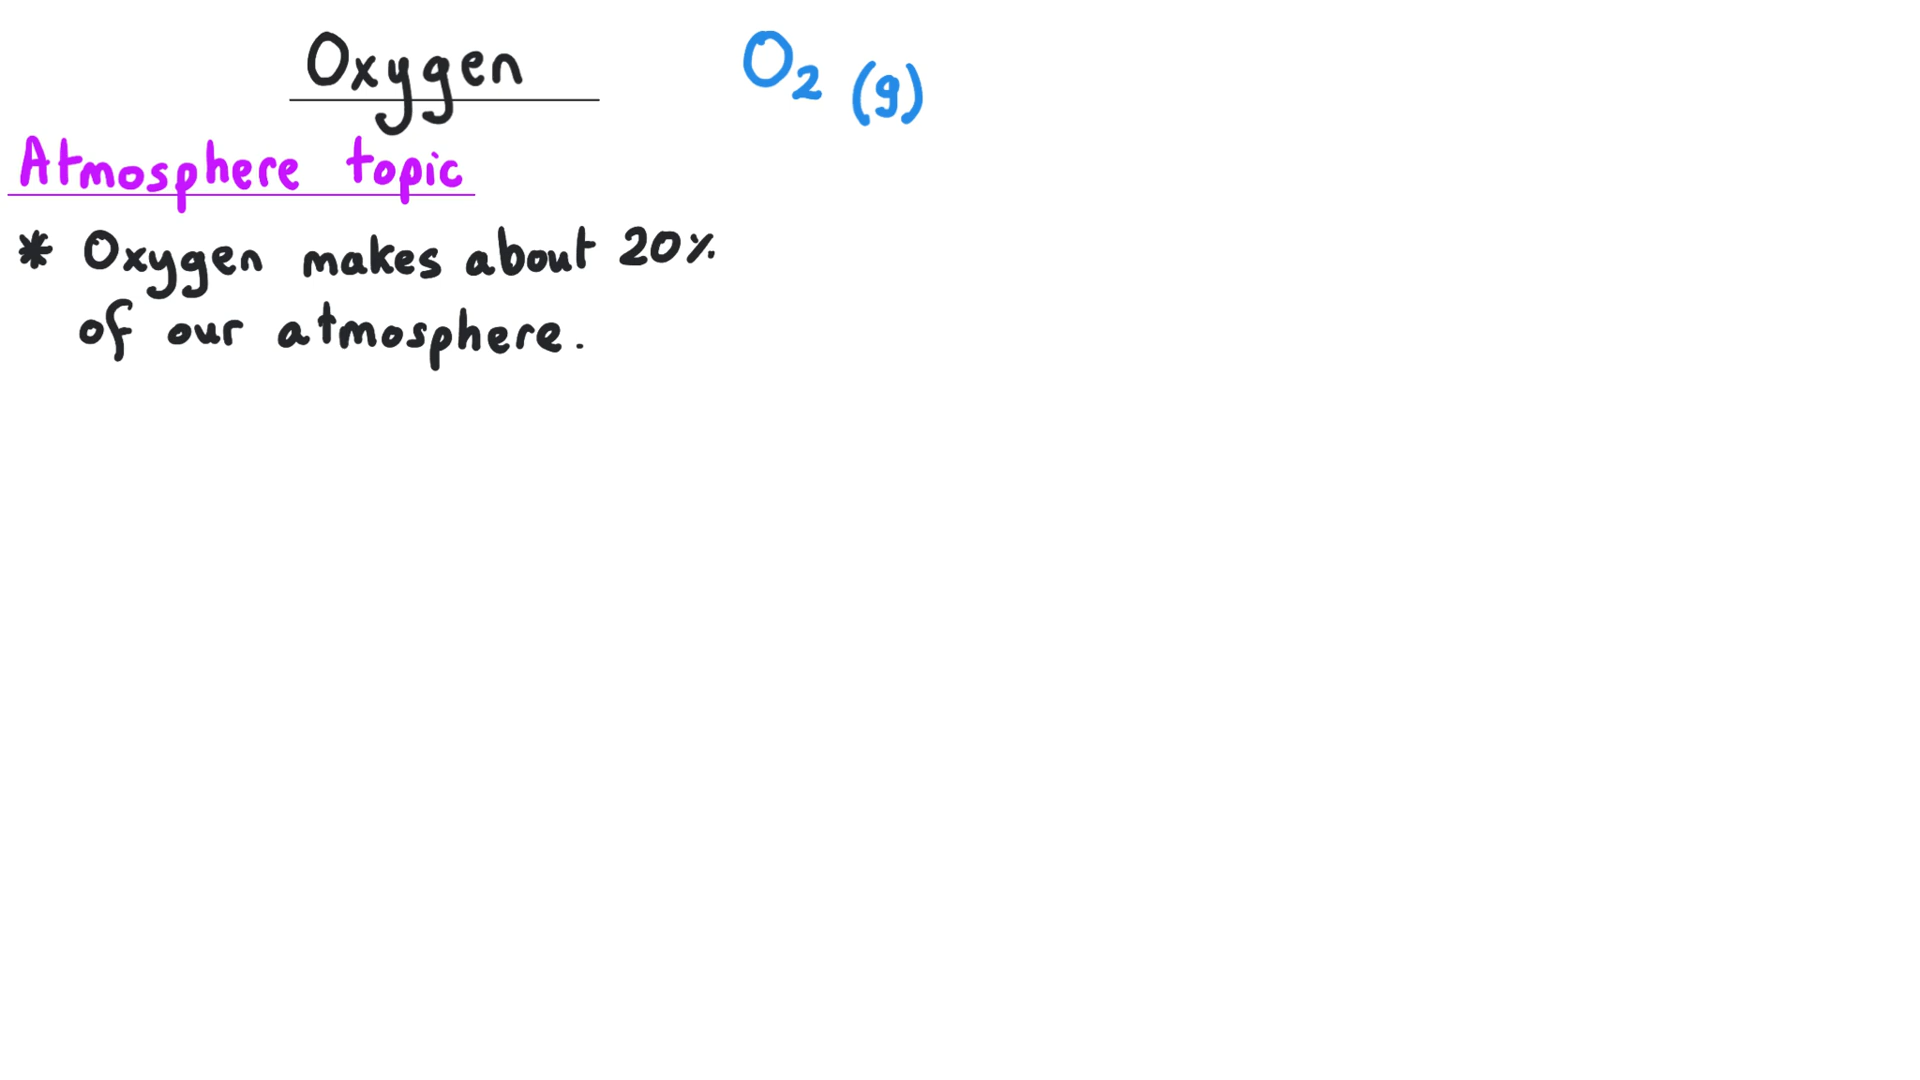 Oxygen O₂ (g)
Atmosphere topic
* Oxygen makes about 20%
of our atmosphere.